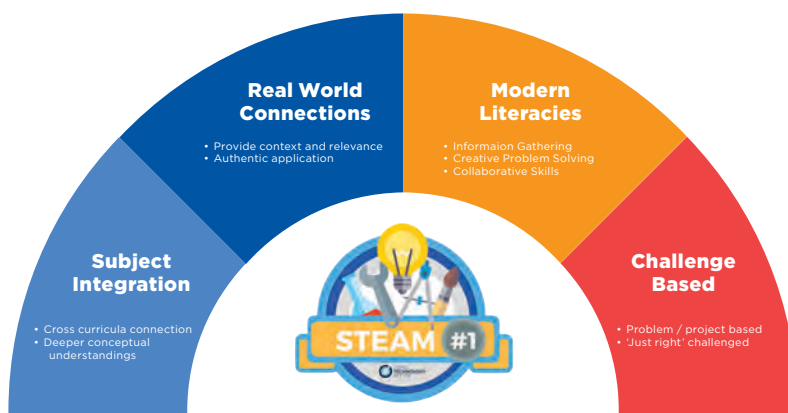 Subject
Integration
• Cross curricula connection
• Deeper conceptual
understandings
Real World
Connections
• Provide context and relevance
• Authentic application
Modern
Literacies
• Informaion Gathering
• Creative Problem Solving
• Collaborative Skills
Challenge
Based
• Problem / project based
• 'Just right' challenged
STEAM #1
TECHNOLOGY